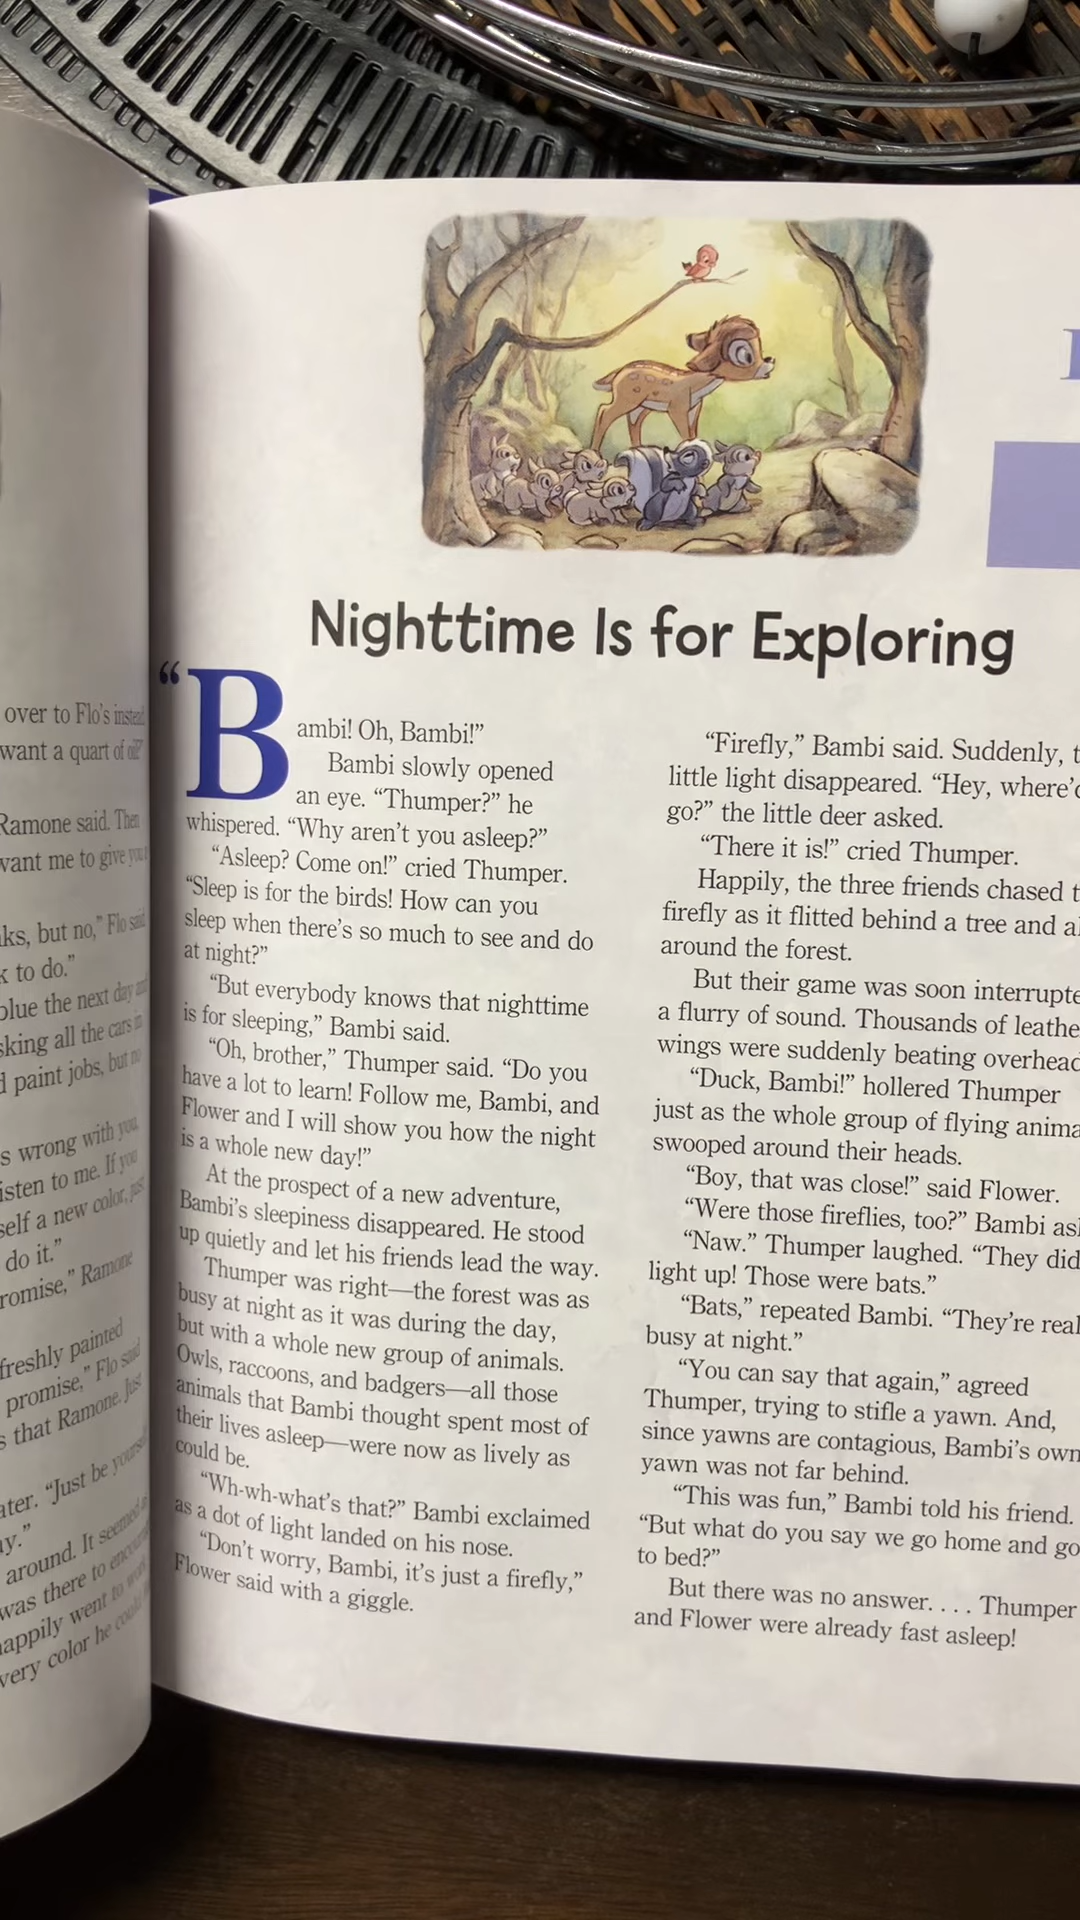 over to Flo's instead
want a quart of oil?"
Ramone said. Then
want me to give you
ks, but no," Flo said
k to do."
blue the next day and
sking all the cars in
d paint jobs, but no
s wrong with you
isten to me. If you
self a new color, just
do it."
romise," Ramone
freshly painted
promise," Flo said
s that Ramone. Just
ater. "Just be yourself
ay."
around. It seemed
was there to
happily went to work
very color he could
Nighttime Is for Exploring
"Bambi! Oh, Bambi!"
Bambi slowly opened
an eye. "Thumper?" he
whispered. "Why aren't you asleep?"
"Asleep? Come on!" cried Thumper.
"Sleep is for the birds! How can you
sleep when there's so much to see and do
at night?"
"But everybody knows that nighttime
is for sleeping," Bambi said.
"Oh, brother," Thumper said. "Do you
have a lot to learn! Follow me, Bambi, and
Flower and I will show you how the night
is a whole new day!"
At the prospect of a new adventure,
Bambi's sleepiness disappeared. He stood
up quietly and let his friends lead the way.
Thumper was right—the forest was as
busy at night as it was during the day,
but with a whole new group of animals.
Owls, raccoons, and badgers—all those
animals that Bambi thought spent most of
their lives asleep—were now as lively as
could be.
"Wh-wh-what's that?" Bambi exclaimed
as a dot of light landed on his nose.
"Don't worry, Bambi, it's just a firefly,"
Flower said with a giggle.
"Firefly," Bambi said. Suddenly, t
little light disappeared. "Hey, where'd
go?" the little deer asked.
"There it is!" cried Thumper.
Happily, the three friends chased t
firefly as it flitted behind a tree and al
around the forest.
But their game was soon interrupte
a flurry of sound. Thousands of leathe
wings were suddenly beating overhead
"Duck, Bambi!" hollered Thumper
just as the whole group of flying anima
swooped around their heads.
"Boy, that was close!" said Flower.
"Were those fireflies, too?" Bambi as
"Naw." Thumper laughed. "They did
light up! Those were bats."
"Bats," repeated Bambi. "They're real
busy at night."
"You can say that again," agreed
Thumper, trying to stifle a yawn. And,
since yawns are contagious, Bambi's own
yawn was not far behind.
"This was fun," Bambi told his friend.
"But what do you say we go home and go
to bed?"
But there was no answer. . . . Thumper
and Flower were already fast asleep!